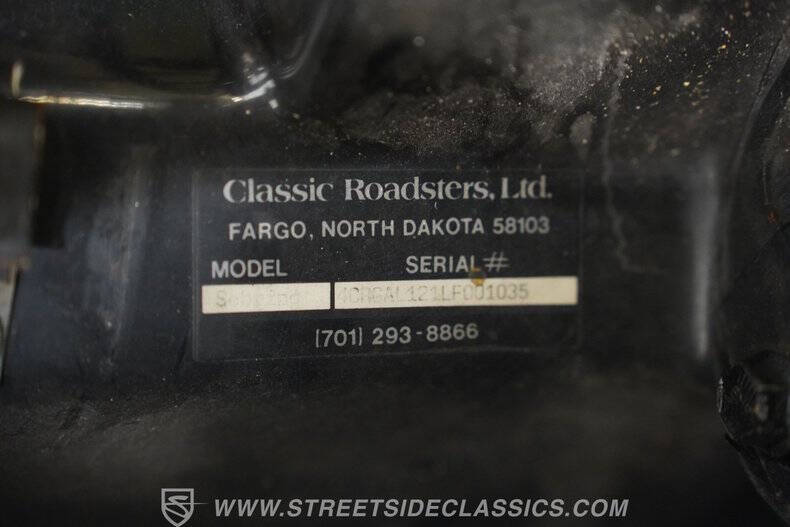 Classic Roadsters, Ltd.
FARGO, NORTH DAKOTA 58103
MODEL SERIAL #
4CRGAL121LF001035
(701) 293-8866
WWW.STREETSIDECLASSICS.COM